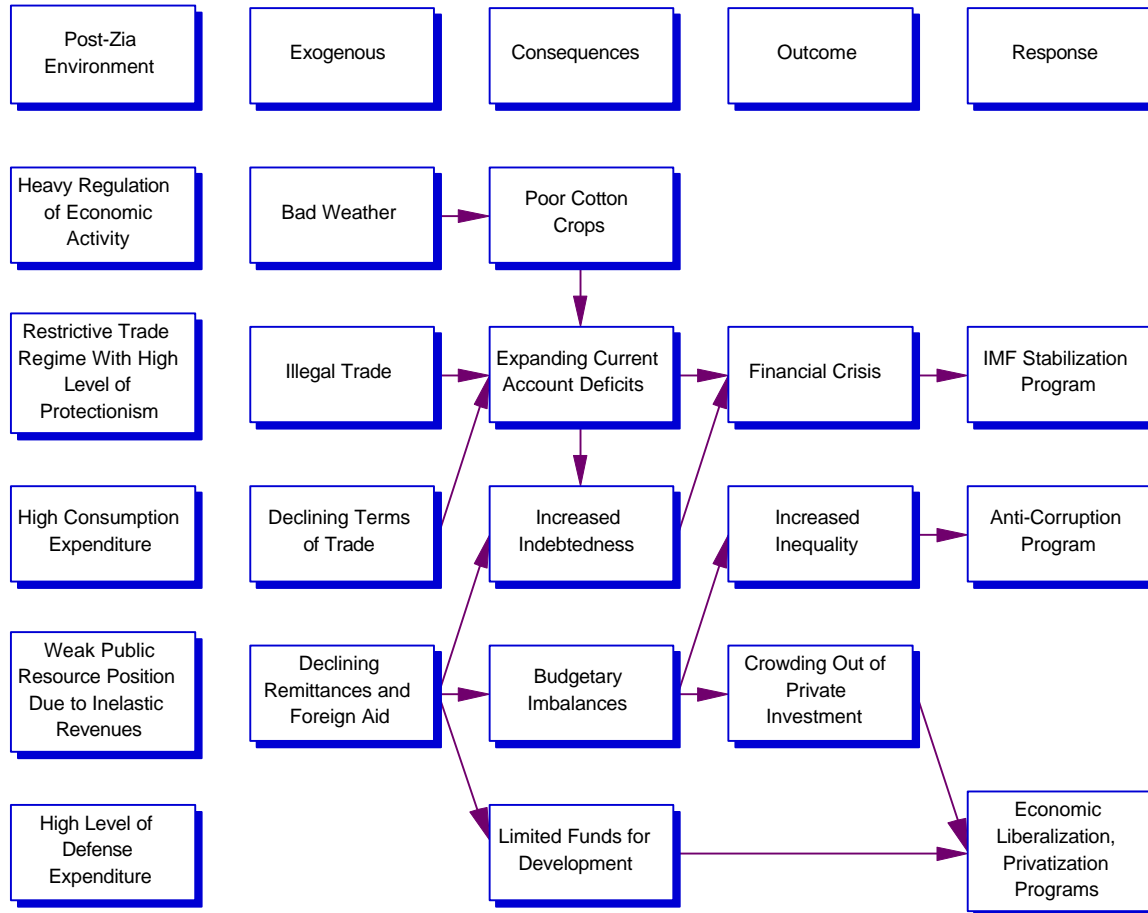 Post-Zia
Environment
Exogenous
Consequences
Outcome
Response
Heavy Regulation
of Economic
Activity
Bad Weather
Poor Cotton
Crops
Restrictive Trade
Regime With High
Level of
Protectionism
Illegal Trade
Expanding Current
Account Deficits
Financial Crisis
IMF Stabilization
Program
High Consumption
Expenditure
Declining Terms
of Trade
Increased
Indebtedness
Increased
Inequality
Anti-Corruption
Program
Weak Public
Resource Position
Due to Inelastic
Revenues
Declining
Remittances and
Foreign Aid
Budgetary
Imbalances
Crowding Out of
Private
Investment
High Level of
Defense
Expenditure
Limited Funds for
Development
Economic
Liberalization,
Privatization
Programs